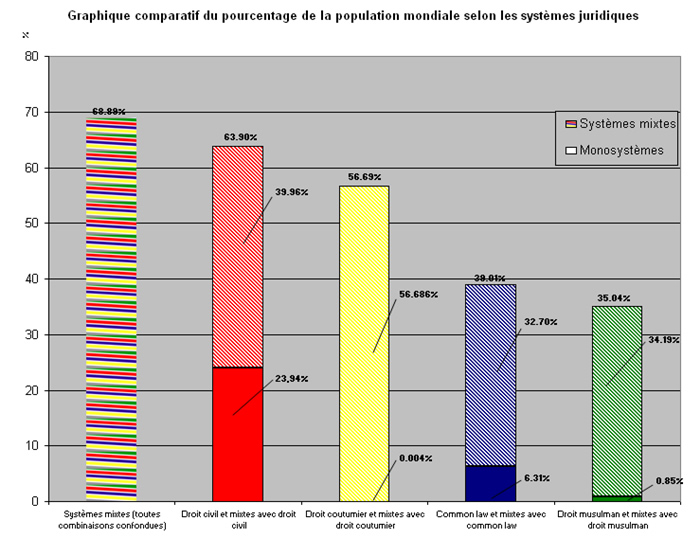 Graphique comparatif du pourcentage de la population mondiale selon les systèmes juridiques
%
80
70
60
50
40
30
20
10
0
68.89%
63.90%
39.96%
23,94%
56.69%
56.686%
0.004%
39.01%
32.70%
6.31%
35.04%
34.19%
0.85%
Systèmes mixtes
Monosystèmes
Systèmes mixtes (toutes
combinaisons confondues)
Droit civil et mixtes avec droit
civil
Droit coutumier et mixtes avec
droit coutumier
Common law et mixtes avec
common law
Droit musulman et mixtes avec
droit musulman